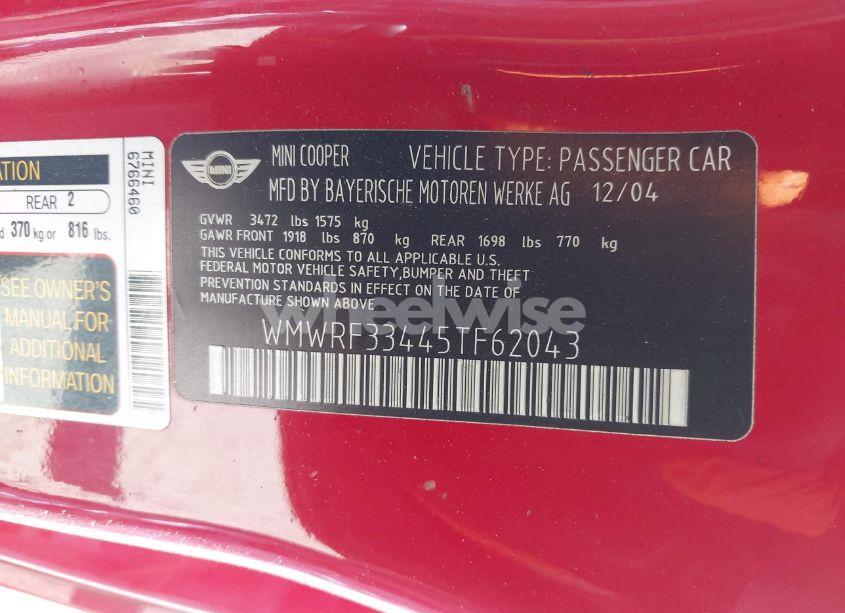 ATION
REAR 2
d 370 kg or 816 lbs.
SEE OWNER'S
MANUAL FOR
ADDITIONAL
INFORMATION
MINI
6766460
MINI
MINI COOPER VEHICLE TYPE: PASSENGER CAR
MFD BY BAYERISCHE MOTOREN WERKE AG 12/04
GVWR 3472 lbs 1575 kg
GAWR FRONT 1918 lbs 870 kg REAR 1698 lbs 770 kg
THIS VEHICLE CONFORMS TO ALL APPLICABLE U.S.
FEDERAL MOTOR VEHICLE SAFETY,BUMPER AND THEFT
PREVENTION STANDARDS IN EFFECT ON THE DATE OF
MANUFACTURE SHOWN ABOVE
wheelwise
WMWRF33445TF62043